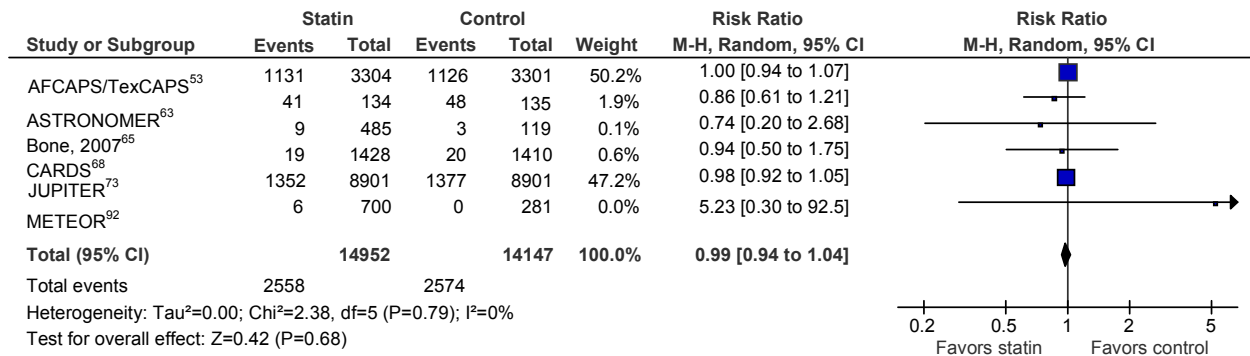 Statin Control Risk Ratio Risk Ratio
Study or Subgroup Events Total Events Total Weight M-H, Random, 95% CI M-H, Random, 95% CI
AFCAPS/TexCAPS53 1131 3304 1126 3301 50.2% 1.00 [0.94 to 1.07]
ASTRONOMER63 41 134 48 135 1.9% 0.86 [0.61 to 1.21]
Bone, 200765 9 485 3 119 0.1% 0.74 [0.20 to 2.68]
CARDS68 19 1428 20 1410 0.6% 0.94 [0.50 to 1.75]
JUPITER73 1352 8901 1377 8901 47.2% 0.98 [0.92 to 1.05]
METEOR92 6 700 0 281 0.0% 5.23 [0.30 to 92.5]
Total (95% CI) 14952 14147 100.0% 0.99 [0.94 to 1.04]
Total events 2558 2574
Heterogeneity: Tau²=0.00; Chi²=2.38, df=5 (P=0.79); I²=0%
Test for overall effect: Z=0.42 (P=0.68)
0.2 0.5 1 2 5
Favors statin Favors control